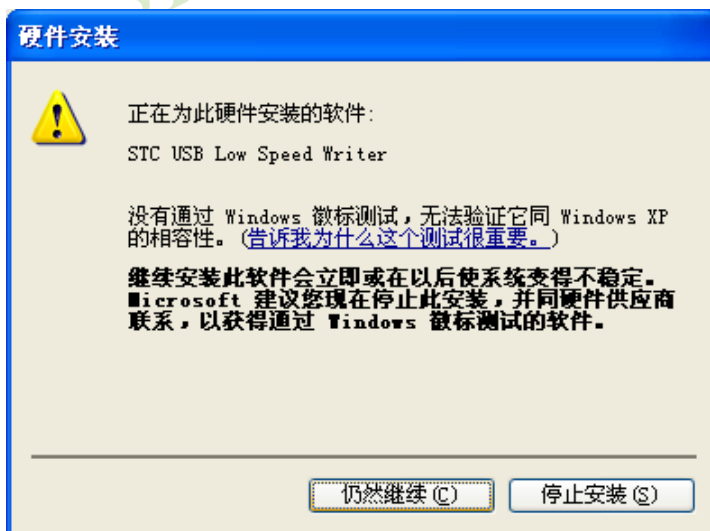 硬件安装
正在为此硬件安装的软件:
STC USB Low Speed Writer
没有通过 Windows 徽标测试，无法验证它同 Windows XP
的相容性。(告诉我为什么这个测试很重要。)
继续安装此软件会立即或在以后使系统变得不稳定。
Microsoft 建议您现在停止此安装，并同硬件供应商
联系，以获得通过 Windows 徽标测试的软件。
仍然继续(C)
停止安装(S)